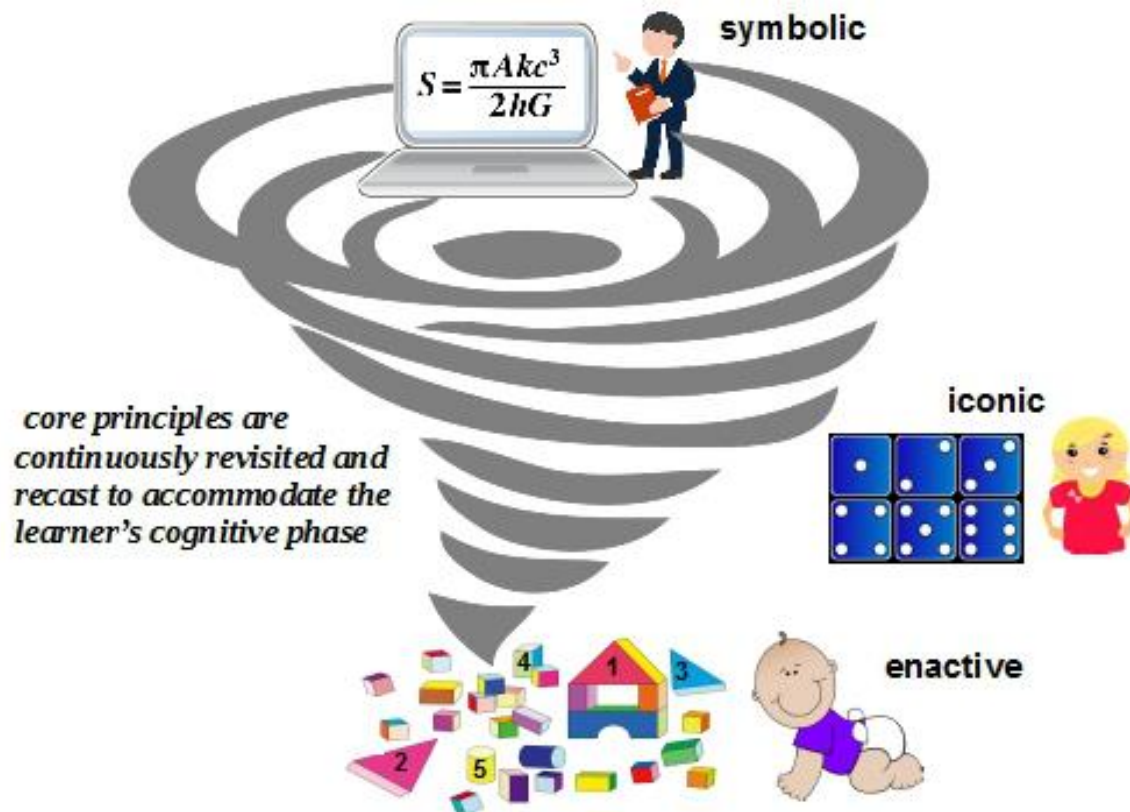 symbolic
S = πAkc³ / 2hG
iconic
core principles are
continuously revisited and
recast to accommodate the
learner's cognitive phase
enactive
4
1
3
2
5